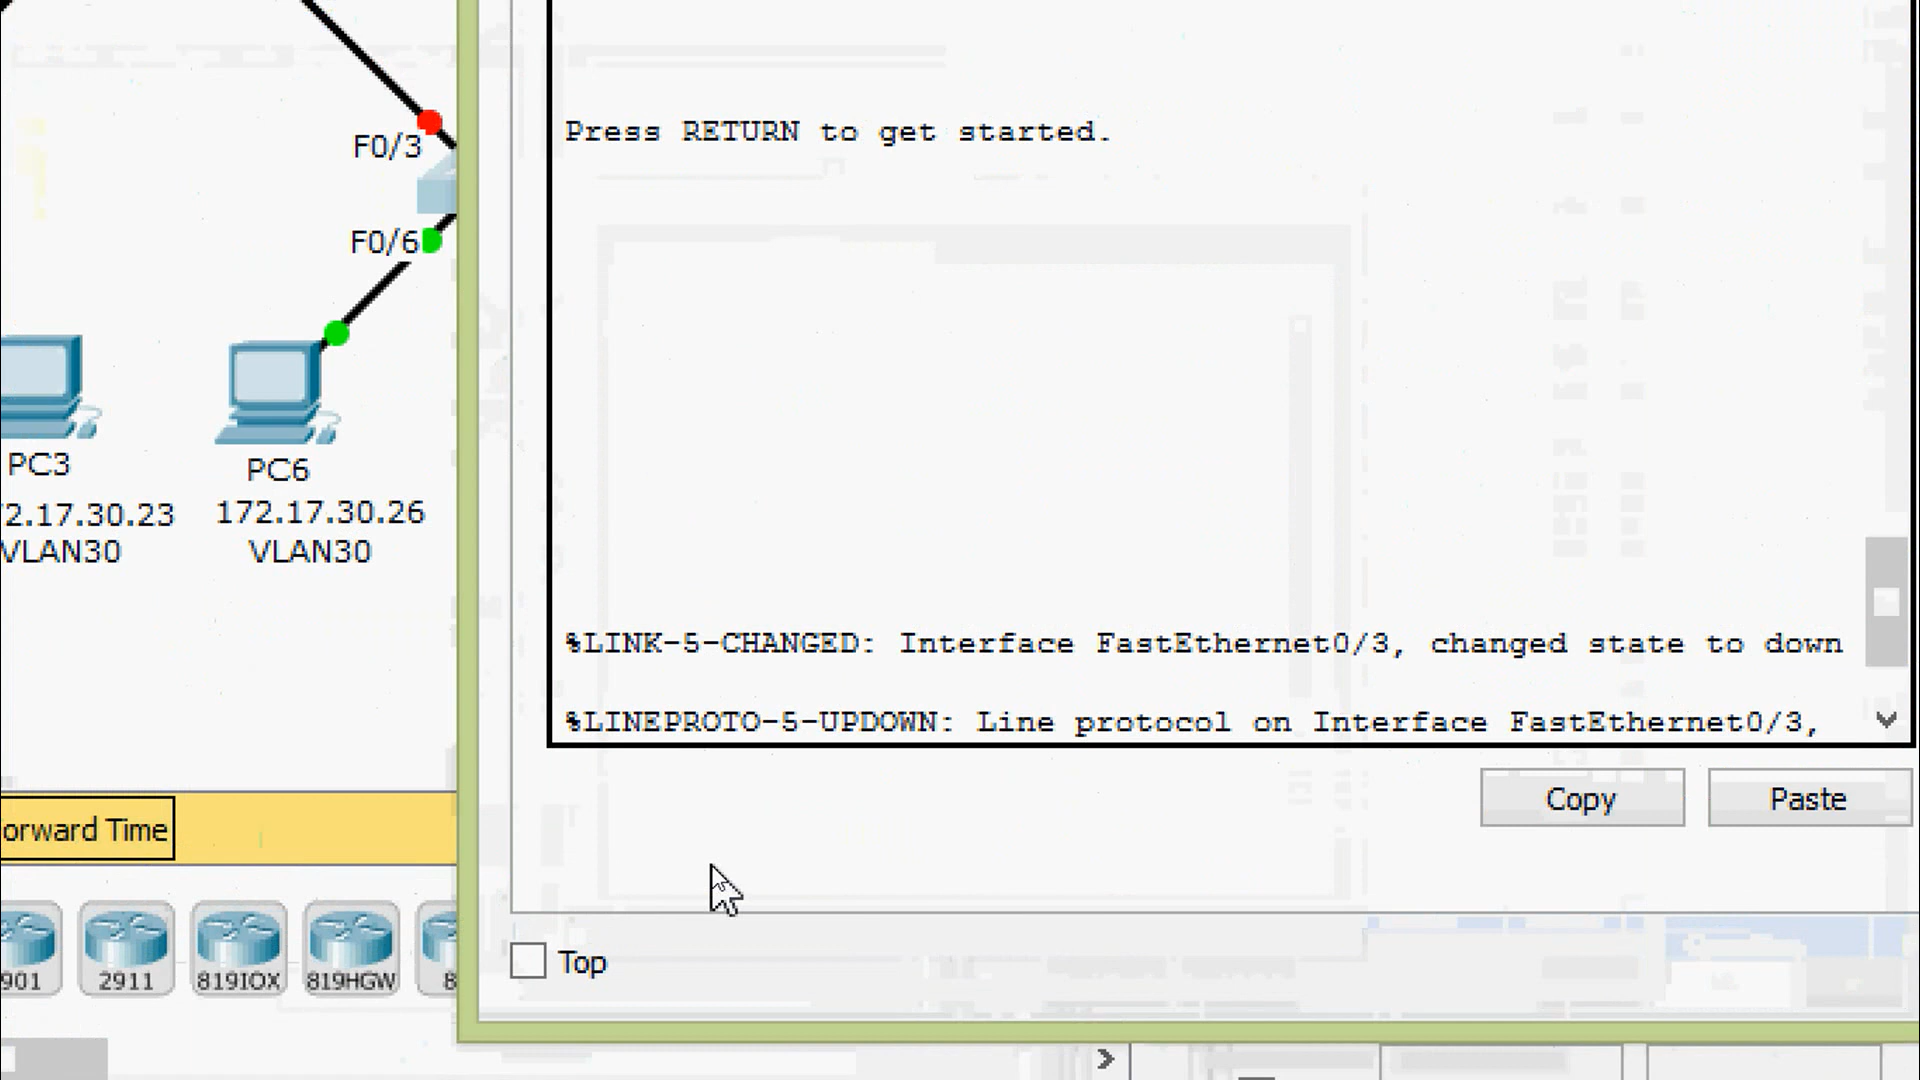 Press RETURN to get started.
F0/3
F0/6
PC3
PC6
2.17.30.23
172.17.30.26
VLAN30
VLAN30
%LINK-5-CHANGED: Interface FastEthernet0/3, changed state to down
%LINEPROTO-5-UPDOWN: Line protocol on Interface FastEthernet0/3,
Copy
Paste
orward Time
Top
901
2911
819IOX
819HGW
8